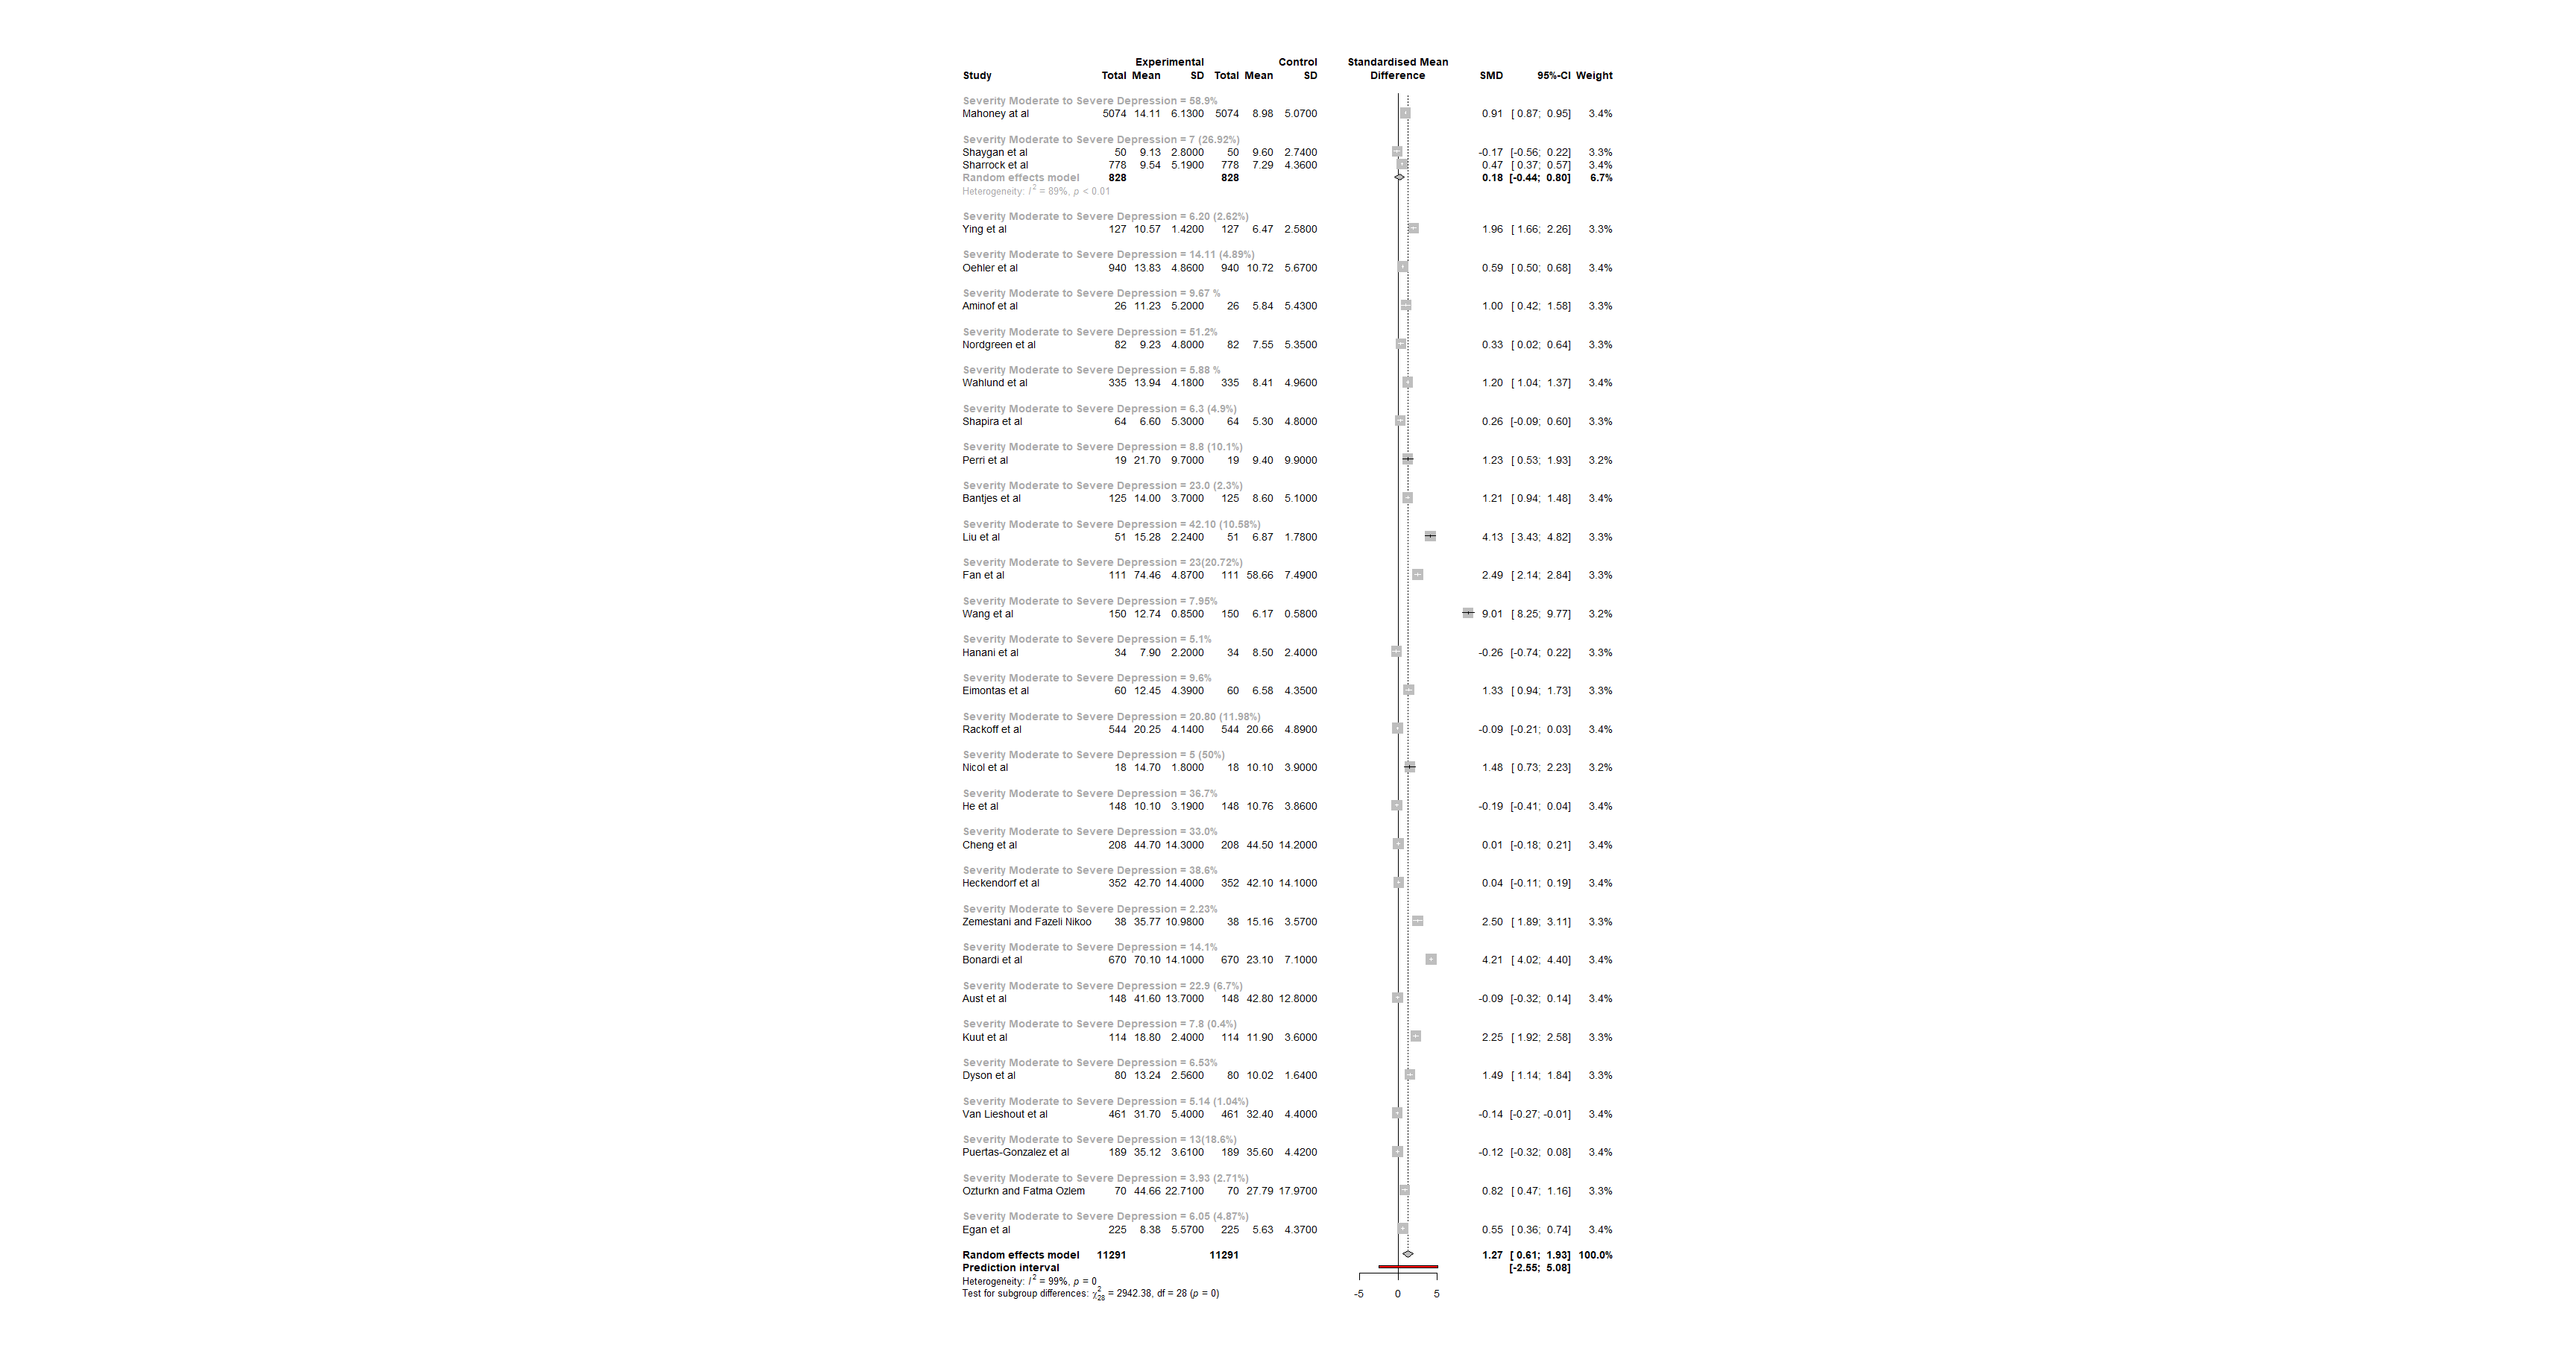 Experimental Control Standardised Mean
Study Total Mean SD Total Mean SD Difference SMD 95%-CI Weight
Severity Moderate to Severe Depression = 58.9%
Mahoney at al 5074 14.11 6.1300 5074 8.98 5.0700 0.91 [ 0.87; 0.95] 3.4%
Severity Moderate to Severe Depression = 7 (26.92%)
Shaygan et al 50 9.13 2.8000 50 9.60 2.7400 -0.17 [-0.56; 0.22] 3.3%
Sharrock et al 778 9.54 5.1900 778 7.29 4.3600 0.47 [ 0.37; 0.57] 3.4%
Random effects model 828 828 0.18 [-0.44; 0.80] 6.7%
Heterogeneity: I² = 89%, p < 0.01
Severity Moderate to Severe Depression = 6.20 (2.62%)
Ying et al 127 10.57 1.4200 127 6.47 2.5800 1.96 [ 1.66; 2.26] 3.3%
Severity Moderate to Severe Depression = 14.11 (4.89%)
Oehler et al 940 13.83 4.8600 940 10.72 5.6700 0.59 [ 0.50; 0.68] 3.4%
Severity Moderate to Severe Depression = 9.67 %
Aminof et al 26 11.23 5.2000 26 5.84 5.4300 1.00 [ 0.42; 1.58] 3.3%
Severity Moderate to Severe Depression = 51.2%
Nordgreen et al 82 9.23 4.8000 82 7.55 5.3500 0.33 [ 0.02; 0.64] 3.3%
Severity Moderate to Severe Depression = 5.88 %
Wahlund et al 335 13.94 4.1800 335 8.41 4.9600 1.20 [ 1.04; 1.37] 3.4%
Severity Moderate to Severe Depression = 6.3 (4.9%)
Shapira et al 64 6.60 5.3000 64 5.30 4.8000 0.26 [-0.09; 0.60] 3.3%
Severity Moderate to Severe Depression = 8.8 (10.1%)
Perri et al 19 21.70 9.7000 19 9.40 9.9000 1.23 [ 0.53; 1.93] 3.2%
Severity Moderate to Severe Depression = 23.0 (2.3%)
Bantjes et al 125 14.00 3.7000 125 8.60 5.1000 1.21 [ 0.94; 1.48] 3.4%
Severity Moderate to Severe Depression = 42.10 (10.58%)
Liu et al 51 15.28 2.2400 51 6.87 1.7800 4.13 [ 3.43; 4.82] 3.3%
Severity Moderate to Severe Depression = 23(20.72%)
Fan et al 111 74.46 4.8700 111 58.66 7.4900 2.49 [ 2.14; 2.84] 3.3%
Severity Moderate to Severe Depression = 7.95%
Wang et al 150 12.74 0.8500 150 6.17 0.5800 9.01 [ 8.25; 9.77] 3.2%
Severity Moderate to Severe Depression = 5.1%
Hanani et al 34 7.90 2.2000 34 8.50 2.4000 -0.26 [-0.74; 0.22] 3.3%
Severity Moderate to Severe Depression = 9.6%
Eimontas et al 60 12.45 4.3900 60 6.58 4.3500 1.33 [ 0.94; 1.73] 3.3%
Severity Moderate to Severe Depression = 20.80 (11.98%)
Rackoff et al 544 20.25 4.1400 544 20.66 4.8900 -0.09 [-0.21; 0.03] 3.4%
Severity Moderate to Severe Depression = 5 (50%)
Nicol et al 18 14.70 1.8000 18 10.10 3.9000 1.48 [ 0.73; 2.23] 3.2%
Severity Moderate to Severe Depression = 36.7%
He et al 148 10.10 3.1900 148 10.76 3.8600 -0.19 [-0.41; 0.04] 3.4%
Severity Moderate to Severe Depression = 33.0%
Cheng et al 208 44.70 14.3000 208 44.50 14.2000 0.01 [-0.18; 0.21] 3.4%
Severity Moderate to Severe Depression = 38.6%
Heckendorf et al 352 42.70 14.4000 352 42.10 14.1000 0.04 [-0.11; 0.19] 3.4%
Severity Moderate to Severe Depression = 2.23%
Zemestani and Fazeli Nikoo 38 35.77 10.9800 38 15.16 3.5700 2.50 [ 1.89; 3.11] 3.3%
Severity Moderate to Severe Depression = 14.1%
Bonardi et al 670 70.10 14.1000 670 23.10 7.1000 4.21 [ 4.02; 4.40] 3.4%
Severity Moderate to Severe Depression = 22.9 (6.7%)
Aust et al 148 41.60 13.7000 148 42.80 12.8000 -0.09 [-0.32; 0.14] 3.4%
Severity Moderate to Severe Depression = 7.8 (0.4%)
Kuut et al 114 18.80 2.4000 114 11.90 3.6000 2.25 [ 1.92; 2.58] 3.3%
Severity Moderate to Severe Depression = 6.53%
Dyson et al 80 13.24 2.5600 80 10.02 1.6400 1.49 [ 1.14; 1.84] 3.3%
Severity Moderate to Severe Depression = 5.14 (1.04%)
Van Lieshout et al 461 31.70 5.4000 461 32.40 4.4000 -0.14 [-0.27; -0.01] 3.4%
Severity Moderate to Severe Depression = 13(18.6%)
Puertas-Gonzalez et al 189 35.12 3.6100 189 35.60 4.4200 -0.12 [-0.32; 0.08] 3.4%
Severity Moderate to Severe Depression = 3.93 (2.71%)
Ozturkn and Fatma Ozlem 70 44.66 22.7100 70 27.79 17.9700 0.82 [ 0.47; 1.16] 3.3%
Severity Moderate to Severe Depression = 6.05 (4.87%)
Egan et al 225 8.38 5.5700 225 5.63 4.3700 0.55 [ 0.36; 0.74] 3.4%
Random effects model 11291 11291 1.27 [ 0.61; 1.93] 100.0%
Prediction interval [-2.55; 5.08]
Heterogeneity: I² = 99%, p = 0
Test for subgroup differences: χ²₂₈ = 2942.38, df = 28 (p = 0)
-5 0 5